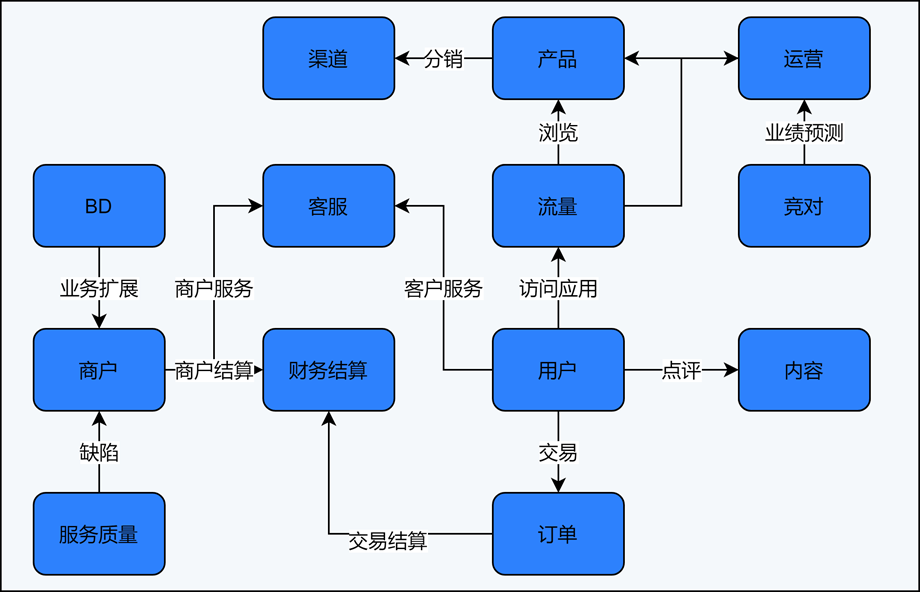 渠道
分销
产品
运营
浏览
业绩预测
BD
客服
流量
竞对
业务扩展
商户服务
客户服务
访问应用
商户
商户结算
财务结算
用户
点评
内容
缺陷
交易
服务质量
交易结算
订单